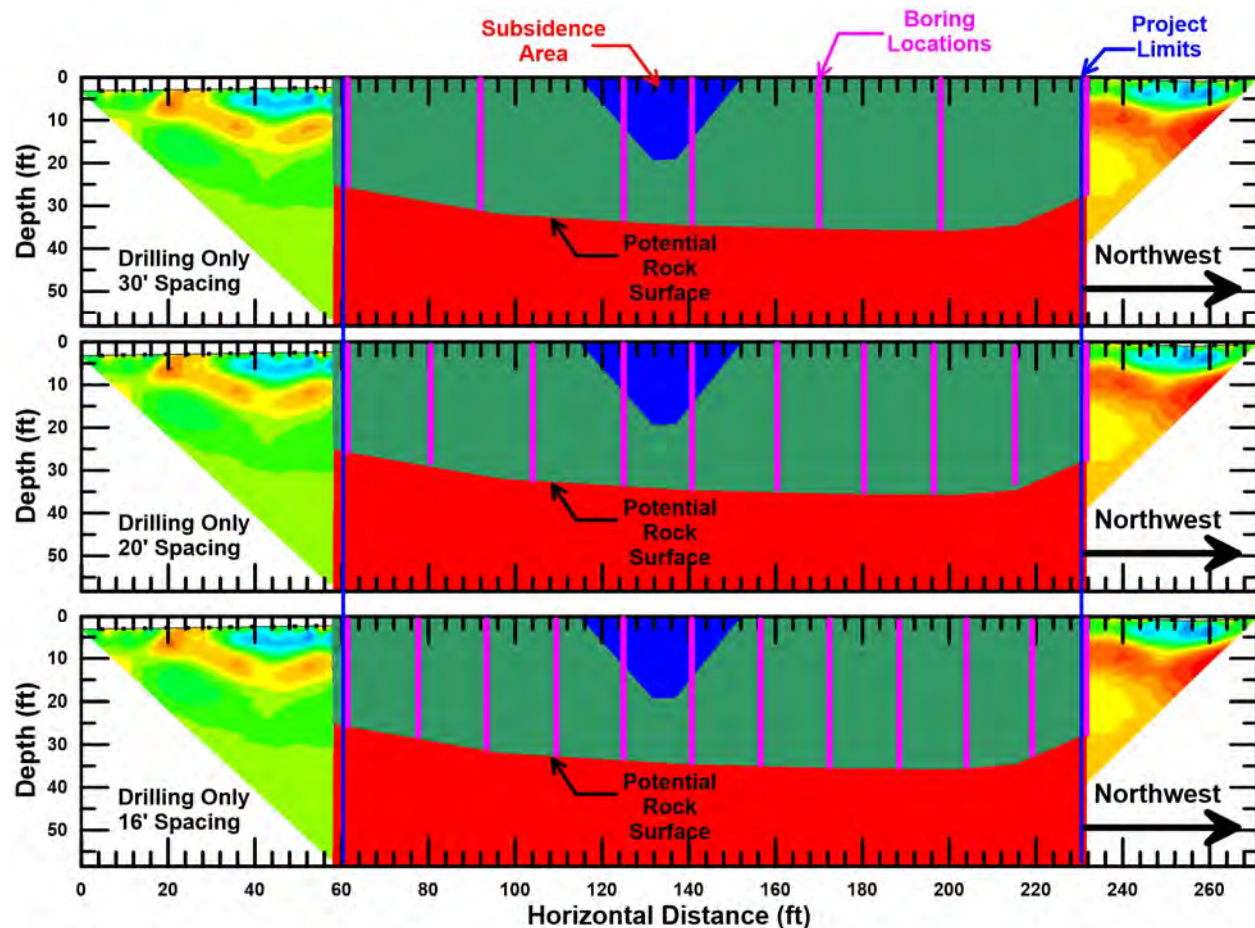 Subsidence
Area
Boring
Locations
Project
Limits
0
10
20
30
40
50
Depth (ft)
Drilling Only
30' Spacing
Potential
Rock
Surface
Northwest
0
10
20
30
40
50
Depth (ft)
Drilling Only
20' Spacing
Potential
Rock
Surface
Northwest
0
10
20
30
40
50
Depth (ft)
Drilling Only
16' Spacing
Potential
Rock
Surface
Northwest
0 20 40 60 80 100 120 140 160 180 200 220 240 260
Horizontal Distance (ft)